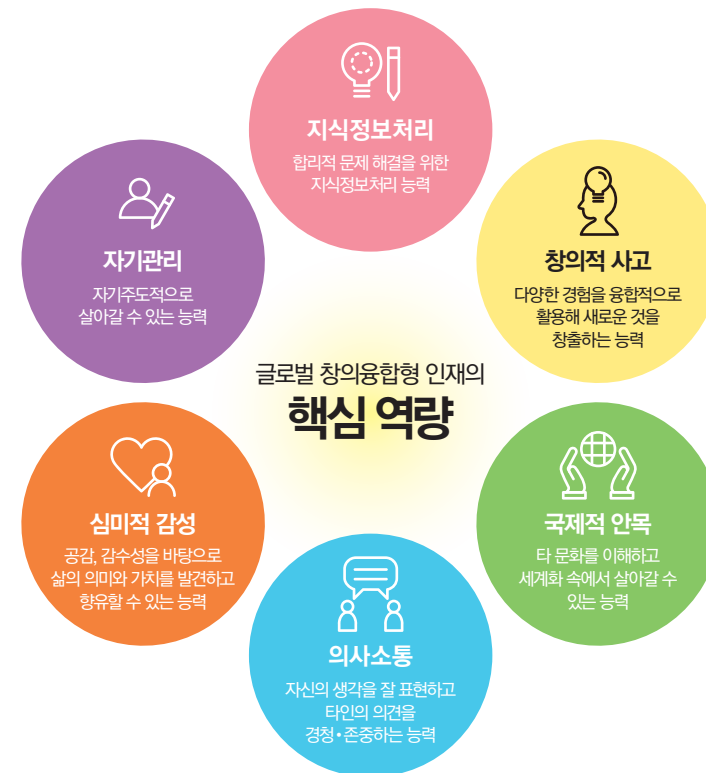 지식정보처리
합리적 문제 해결을 위한
지식정보처리 능력
자기관리
자기주도적으로
살아갈 수 있는 능력
창의적 사고
다양한 경험을 융합적으로
활용해 새로운 것을
창출하는 능력
글로벌 창의융합형 인재의
핵심 역량
심미적 감성
공감, 감수성을 바탕으로
삶의 의미와 가치를 발견하고
향유할 수 있는 능력
국제적 안목
타 문화를 이해하고
세계화 속에서 살아갈 수
있는 능력
의사소통
자신의 생각을 잘 표현하고
타인의 의견을
경청•존중하는 능력